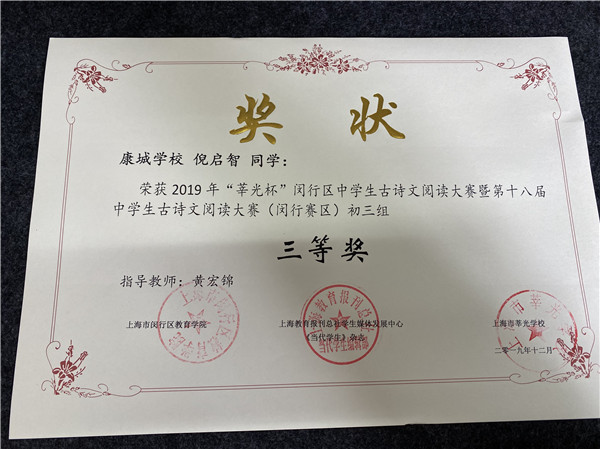 奖 状
康城学校 倪启智 同学：
荣获 2019 年“莘光杯”闵行区中学生古诗文阅读大赛暨第十八届
中学生古诗文阅读大赛（闵行赛区）初三组
三等奖
指导教师：黄宏锦
上海市闵行区教育学院
上海教育报刊总社学生媒体发展中心
《当代学生》杂志
上海市莘光学校
二零一九年十二月